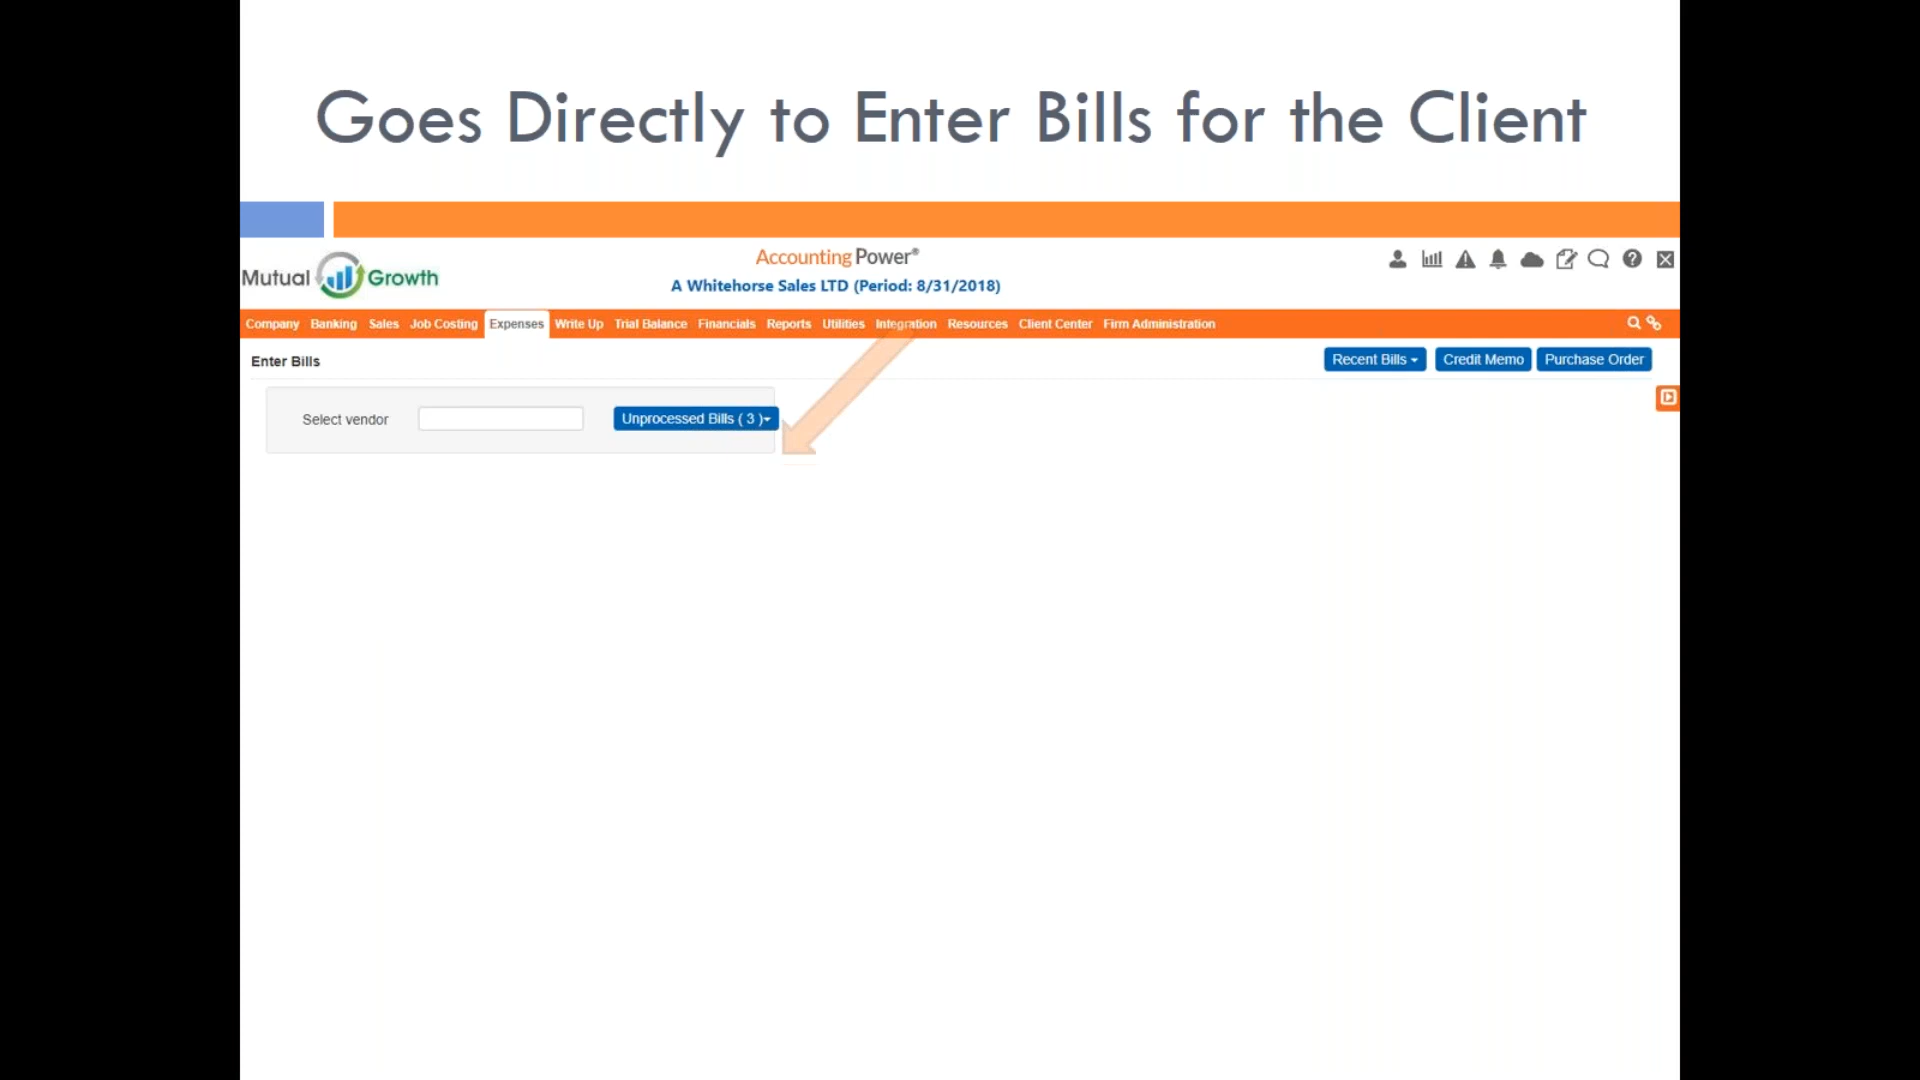 Goes Directly to Enter Bills for the Client
Mutual Growth
Accounting Power®
A Whitehorse Sales LTD (Period: 8/31/2018)
Company Banking Sales Job Costing Expenses Write Up Trial Balance Financials Reports Utilities Integration Resources Client Center Firm Administration
Enter Bills Recent Bills Credit Memo Purchase Order
Select vendor Unprocessed Bills ( 3 )